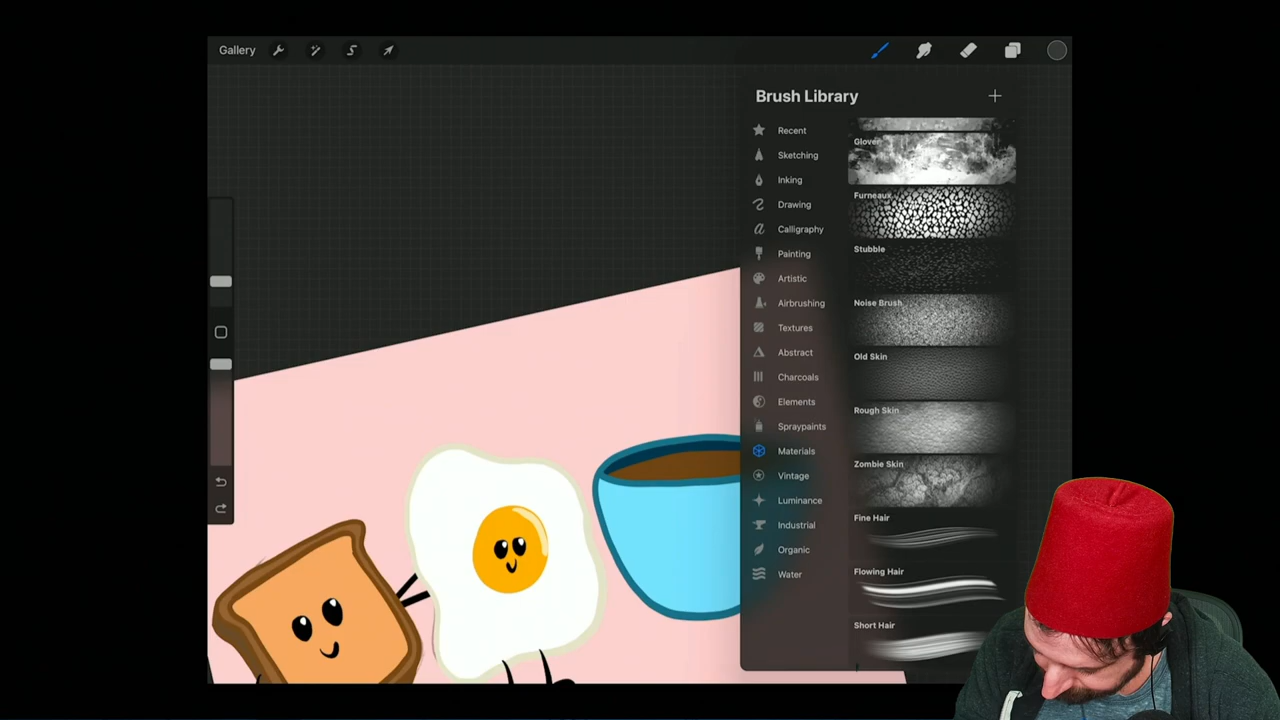 Gallery
Brush Library
Recent
Sketching
Inking
Drawing
Calligraphy
Painting
Artistic
Airbrushing
Textures
Abstract
Charcoals
Elements
Spraypaints
Materials
Vintage
Luminance
Industrial
Organic
Water
Glover
Furneaux
Stubble
Noise Brush
Old Skin
Rough Skin
Zombie Skin
Fine Hair
Flowing Hair
Short Hair